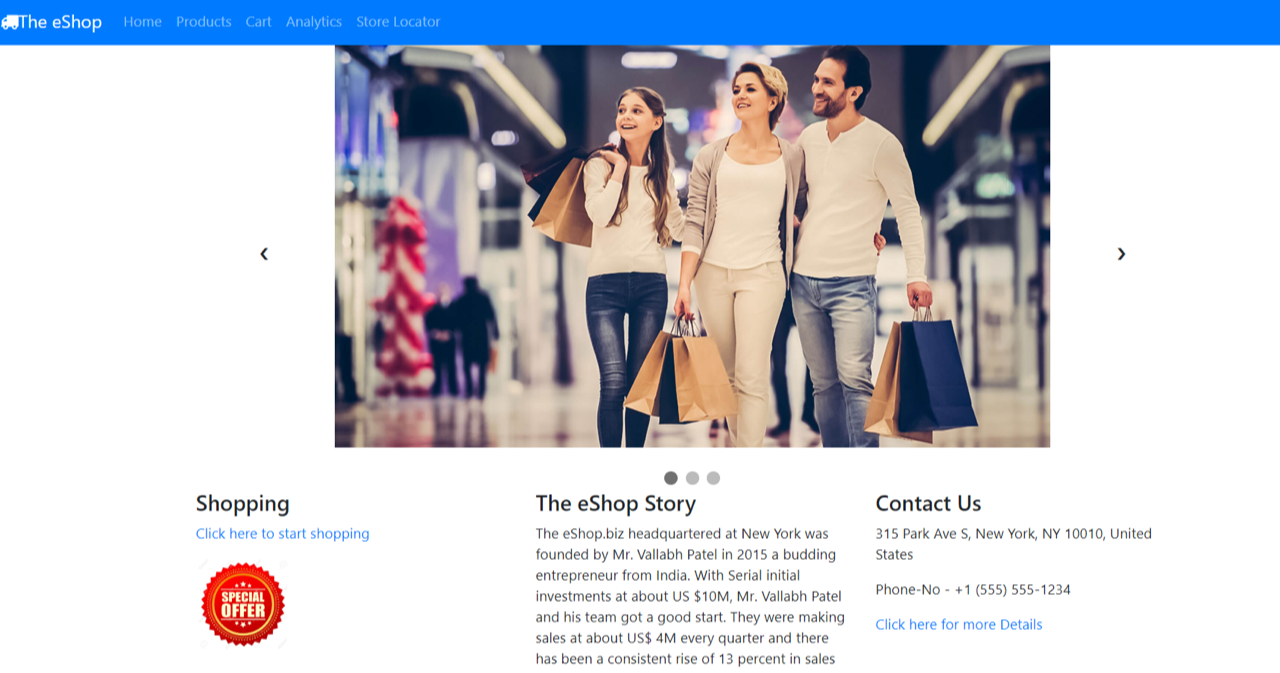 The eShop Home Products Cart Analytics Store Locator
‹ ›
Shopping
Click here to start shopping
SPECIAL
OFFER
The eShop Story
The eShop.biz headquartered at New York was
founded by Mr. Vallabh Patel in 2015 a budding
entrepreneur from India. With Serial initial
investments at about US $10M, Mr. Vallabh Patel
and his team got a good start. They were making
sales at about US$ 4M every quarter and there
has been a consistent rise of 13 percent in sales
Contact Us
315 Park Ave S, New York, NY 10010, United
States
Phone-No - +1 (555) 555-1234
Click here for more Details